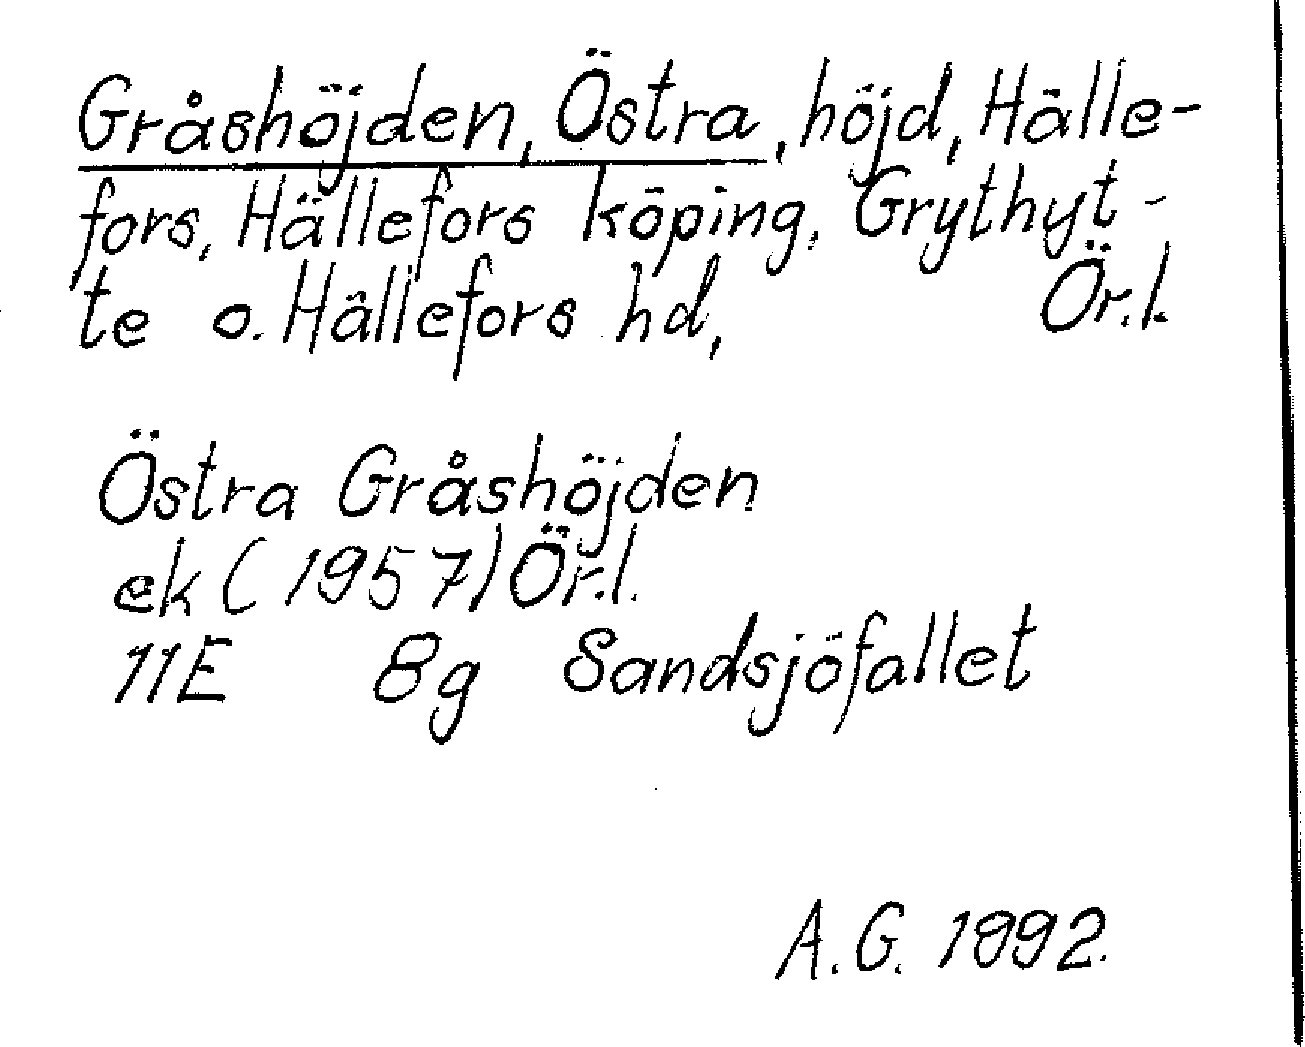 Gråshöjden, Östra, höjd, Hälle-
fors, Hällefors köping, Grythyt-
te o. Hällefors hd, Ör.l.
Östra Gråshöjden
ek (1957) Ör.l.
11E 8g Sandsjöfallet
A.G. 1992.